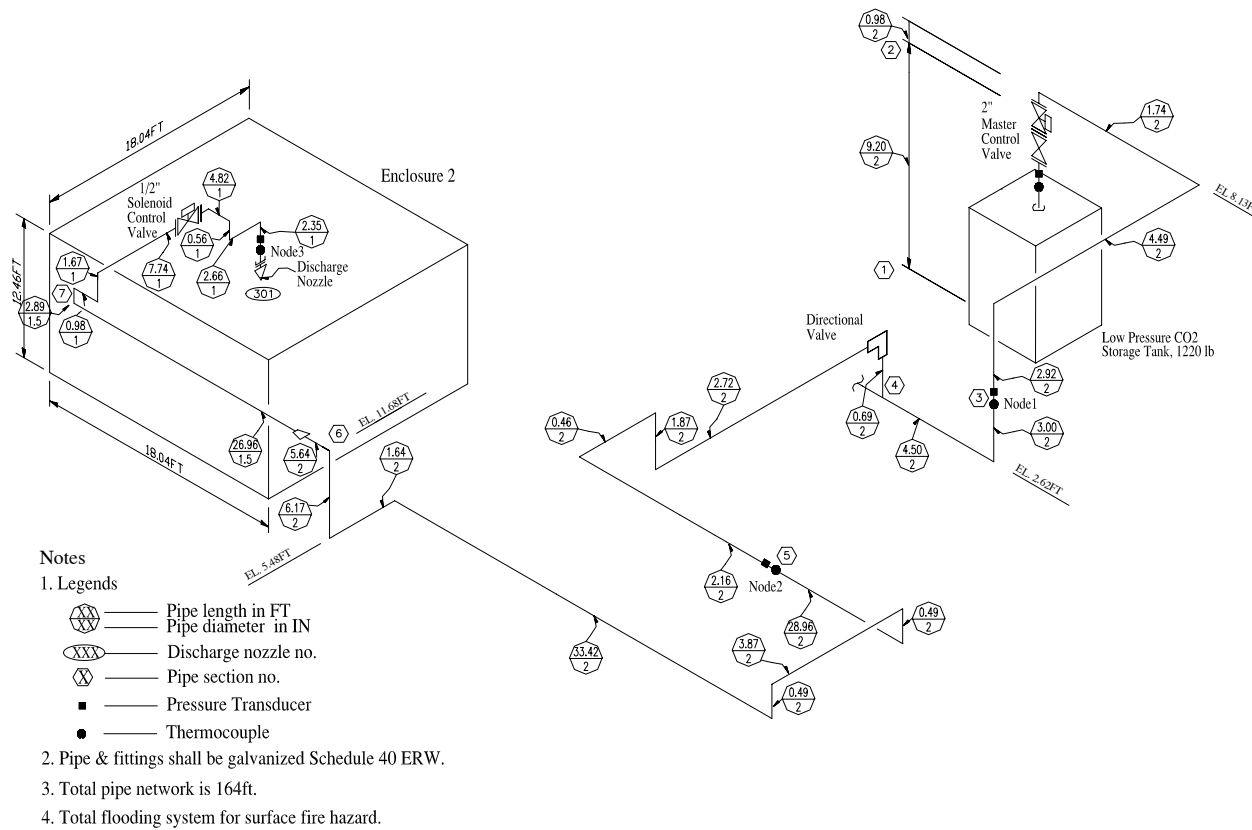 0.98
2
2
9.20
2
1
2"
Master
Control
Valve
1.74
2
EL 8.13F
4.49
2
Low Pressure CO2
Storage Tank, 1220 lb
2.92
2
3
Node1
3.00
2
EL. 2.62FT
Directional
Valve
4
0.69
2
4.50
2
2.72
2
1.87
2
0.46
2
5
Node2
2.16
2
28.96
2
0.49
2
3.87
2
0.49
2
33.42
2
1.64
2
EL. 5.48FT
6.17
2
5.64
2
6
EL. 11.68FT
26.96
1.5
18.04FT
12.46FT
18.04FT
Enclosure 2
1/2"
Solenoid
Control
Valve
4.82
1
0.56
1
2.35
1
Node3
Discharge
Nozzle
301
2.66
1
7.74
1
1.67
1
7
2.89
1.5
0.98
1
Notes
1. Legends
XX
XX
Pipe length in FT
Pipe diameter in IN
XXX
Discharge nozzle no.
X
Pipe section no.
Pressure Transducer
Thermocouple
2. Pipe & fittings shall be galvanized Schedule 40 ERW.
3. Total pipe network is 164ft.
4. Total flooding system for surface fire hazard.